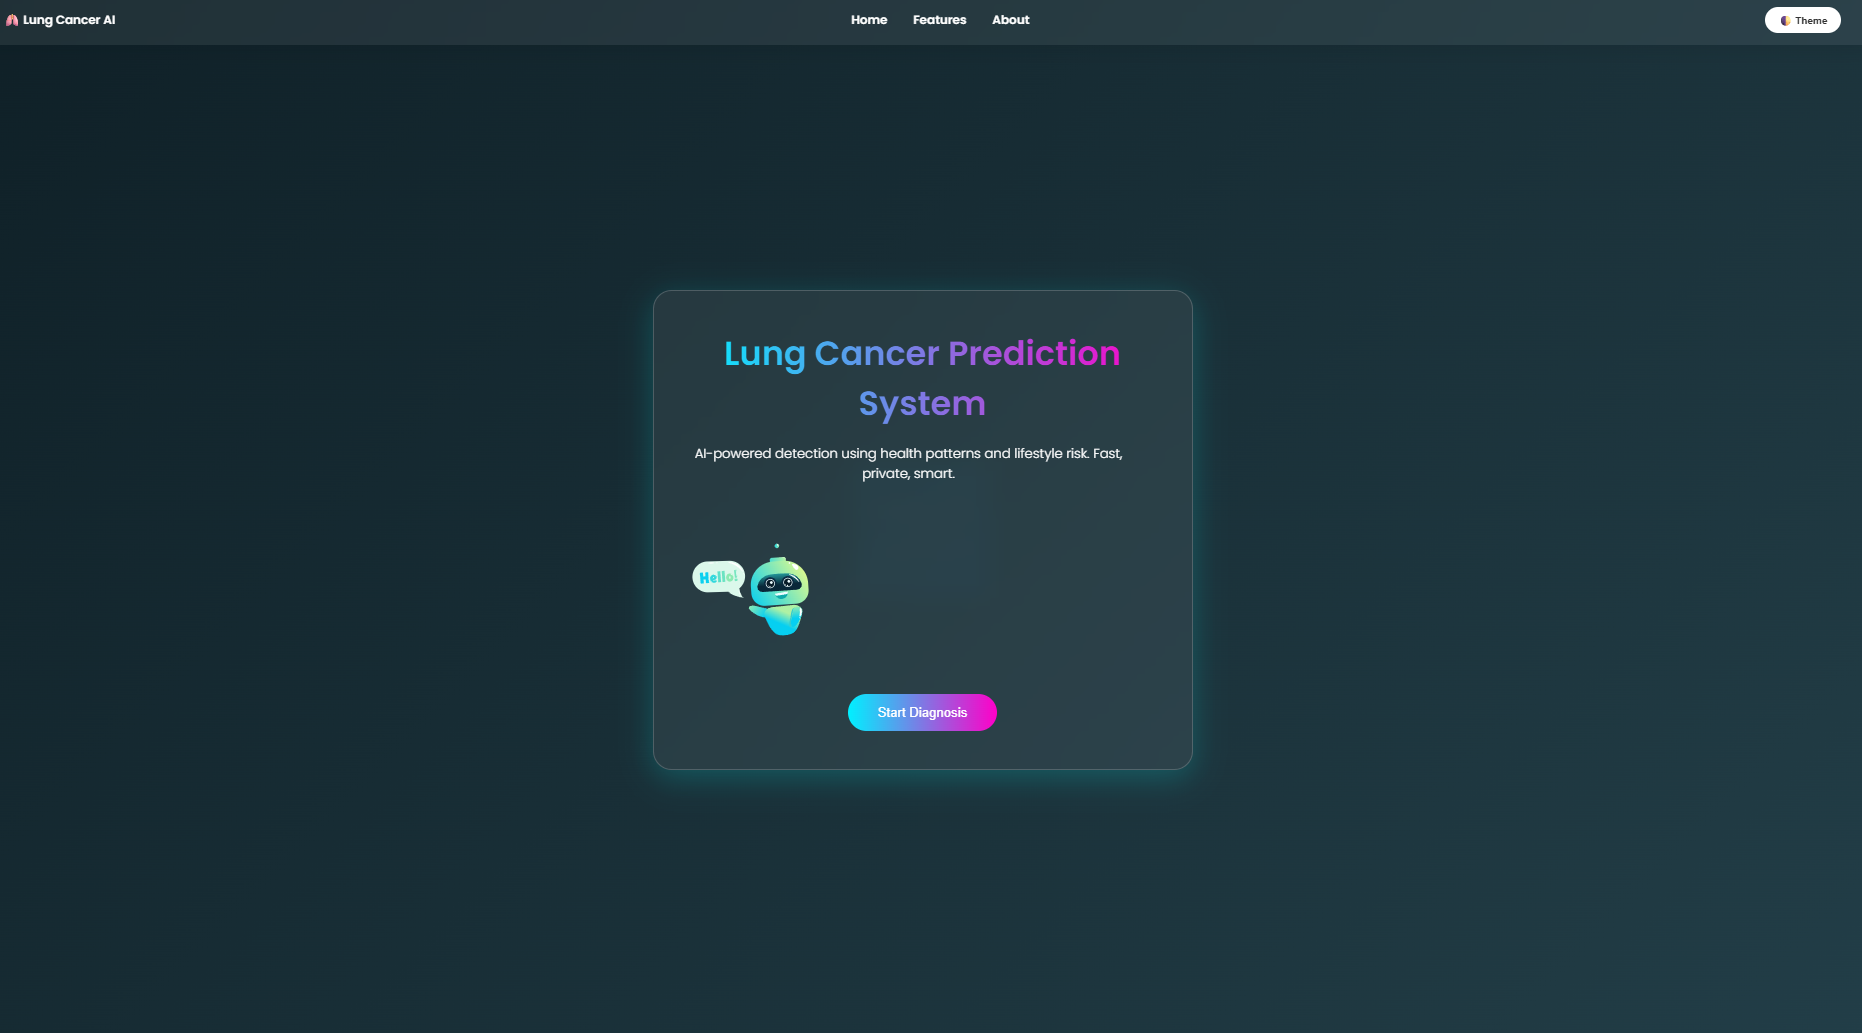 Lung Cancer AI
Home
Features
About
Theme
Lung Cancer Prediction
System
AI-powered detection using health patterns and lifestyle risk. Fast,
private, smart.
Hello!
Start Diagnosis